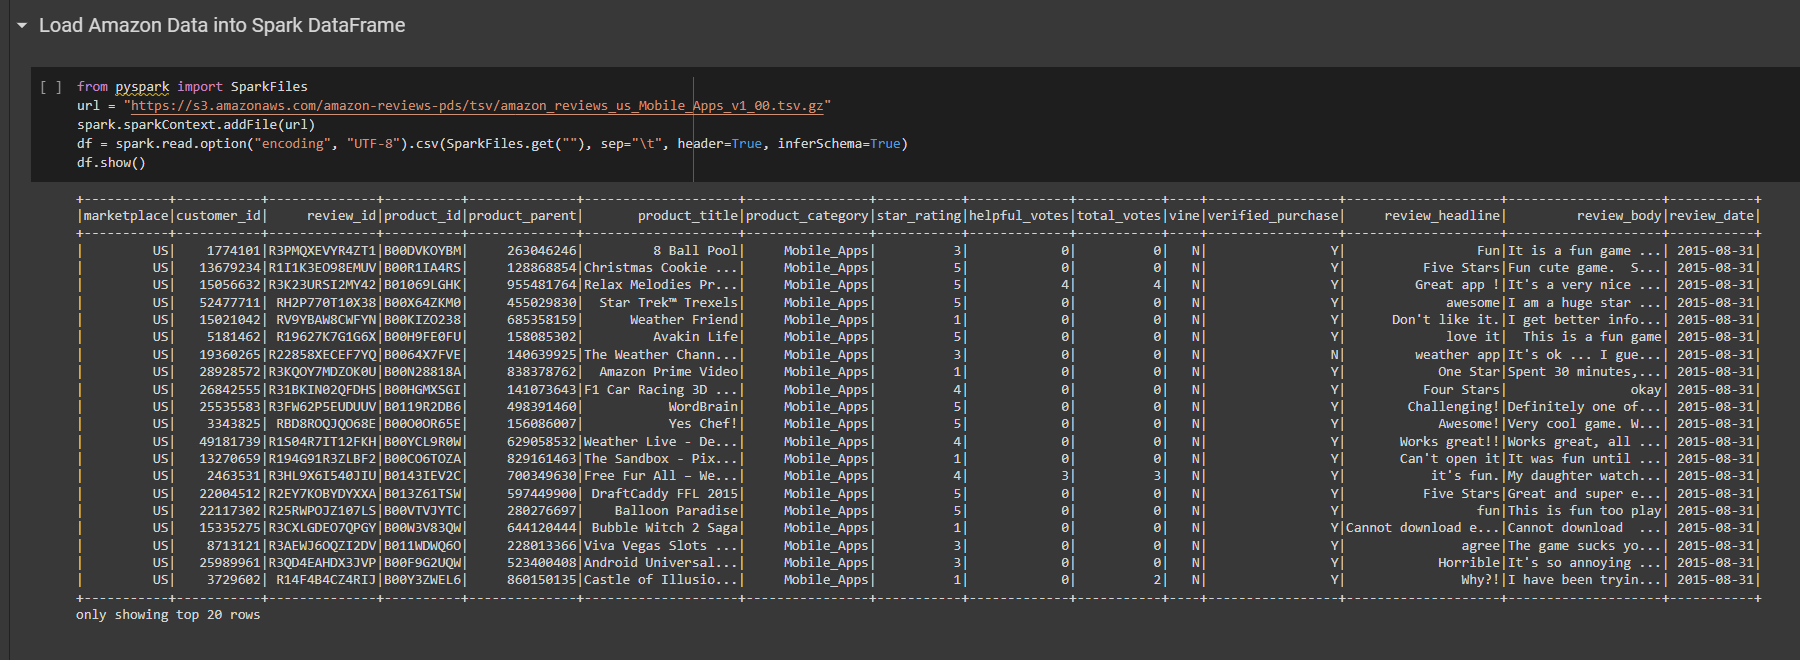 Load Amazon Data into Spark DataFrame
[ ] from pyspark import SparkFiles
url = "https://s3.amazonaws.com/amazon-reviews-pds/tsv/amazon_reviews_us_Mobile_Apps_v1_00.tsv.gz"
spark.sparkContext.addFile(url)
df = spark.read.option("encoding", "UTF-8").csv(SparkFiles.get(""), sep="\t", header=True, inferSchema=True)
df.show()
+-----------+-----------+--------------+----------+--------------+--------------------+----------------+-----------+-------------+-----------+----+-----------------+--------------------+--------------------+-----------+
|marketplace|customer_id|     review_id|product_id|product_parent|       product_title|product_category|star_rating|helpful_votes|total_votes|vine|verified_purchase|     review_headline|         review_body|review_date|
+-----------+-----------+--------------+----------+--------------+--------------------+----------------+-----------+-------------+-----------+----+-----------------+--------------------+--------------------+-----------+
|         US|    1774101|R3PMQXEVYR4ZT1|B00DVKOYBM|     263046246|         8 Ball Pool|     Mobile_Apps|          3|            0|          0|   N|                Y|                 Fun|It is a fun game ...| 2015-08-31|
|         US|   13679234|R1I1K3EO98EMUV|B00R1IA4RS|     128868854|Christmas Cookie ...|     Mobile_Apps|          5|            0|          0|   N|                Y|          Five Stars|Fun cute game.  S...| 2015-08-31|
|         US|   15056632|R3K23URSI2MY42|B01069LGHK|     955481764|Relax Melodies Pr...|     Mobile_Apps|          5|            4|          4|   N|                Y|         Great app !|It's a very nice ...| 2015-08-31|
|         US|   52477711| RH2P770T10X38|B00X64ZKM0|     455029830|  Star Trek™ Trexels|     Mobile_Apps|          5|            0|          0|   N|                Y|             awesome|I am a huge star ...| 2015-08-31|
|         US|   15021042| RV9YBAW8CWFYN|B00KIZO238|     685358159|      Weather Friend|     Mobile_Apps|          1|            0|          0|   N|                Y|      Don't like it.|I get better info...| 2015-08-31|
|         US|    5181462| R19627K7G1G6X|B00H9FE0FU|     158085302|         Avakin Life|     Mobile_Apps|          5|            0|          0|   N|                Y|             love it|  This is a fun game| 2015-08-31|
|         US|   19360265|R22858XECEF7YQ|B0064X7FVE|     140639925|The Weather Chann...|     Mobile_Apps|          3|            0|          0|   N|                N|         weather app|It's ok ... I gue...| 2015-08-31|
|         US|   28928572|R3KQOY7MDZOK0U|B00N28818A|     838378762|  Amazon Prime Video|     Mobile_Apps|          1|            0|          0|   N|                Y|            One Star|Spent 30 minutes,...| 2015-08-31|
|         US|   26842555|R31BKIN02QFDHS|B00HGMXSGI|     141073643|F1 Car Racing 3D ...|     Mobile_Apps|          4|            0|          0|   N|                Y|          Four Stars|                okay| 2015-08-31|
|         US|   25535583|R3FW62P5EUDUUV|B0119R2DB6|     498391460|           WordBrain|     Mobile_Apps|          5|            0|          0|   N|                Y|        Challenging!|Definitely one of...| 2015-08-31|
|         US|    3343825| RBD8ROQJQO68E|B00O0OR65E|     156086007|           Yes Chef!|     Mobile_Apps|          5|            0|          0|   N|                Y|            Awesome!|Very cool game. W...| 2015-08-31|
|         US|   49181739|R1S04R7IT12FKH|B00YCL9R0W|     629058532|Weather Live - De...|     Mobile_Apps|          4|            0|          0|   N|                Y|       Works great!!|Works great, all  ...| 2015-08-31|
|         US|   13270659|R194G91R3ZLBF2|B00CO6TOZA|     829161463|The Sandbox - Pix...|     Mobile_Apps|          1|            0|          0|   N|                Y|       Can't open it|It was fun until ...| 2015-08-31|
|         US|    2463531|R3HL9X6I540JIU|B0143IEV2C|     700349630|Free Fur All – We...|     Mobile_Apps|          4|            3|          3|   N|                Y|           it's fun.|My daughter watch...| 2015-08-31|
|         US|   22004512|R2EY7KOBYDYXXA|B013Z61TSW|     597449900| DraftCaddy FFL 2015|     Mobile_Apps|          5|            0|          0|   N|                Y|          Five Stars|Great and super e...| 2015-08-31|
|         US|   22117302|R25RWPOJZ107LS|B00VTVJYTC|     280276697|    Balloon Paradise|     Mobile_Apps|          5|            0|          0|   N|                Y|                 fun|This is fun too play| 2015-08-31|
|         US|   15335275|R3CXLGDEO7QPGY|B00W3V83QW|     644120444| Bubble Witch 2 Saga|     Mobile_Apps|          1|            0|          0|   N|                Y|Cannot download e...|Cannot download  ...| 2015-08-31|
|         US|    8713121|R3AEWJ6OQZI2DV|B011WDWQ6O|     228013366|Viva Vegas Slots ...|     Mobile_Apps|          3|            0|          0|   N|                Y|               agree|The game sucks yo...| 2015-08-31|
|         US|   25989961|R3QD4EAHDX3JVP|B00F9G2UQW|     523400408|Android Universal...|     Mobile_Apps|          3|            0|          0|   N|                Y|            Horrible|It's so annoying ...| 2015-08-31|
|         US|    3729602| R14F4B4CZ4RIJ|B00Y3ZWEL6|     860150135|Castle of Illusio...|     Mobile_Apps|          1|            0|          2|   N|                Y|               Why?!|I have been tryin...| 2015-08-31|
+-----------+-----------+--------------+----------+--------------+--------------------+----------------+-----------+-------------+-----------+----+-----------------+--------------------+--------------------+-----------+
only showing top 20 rows